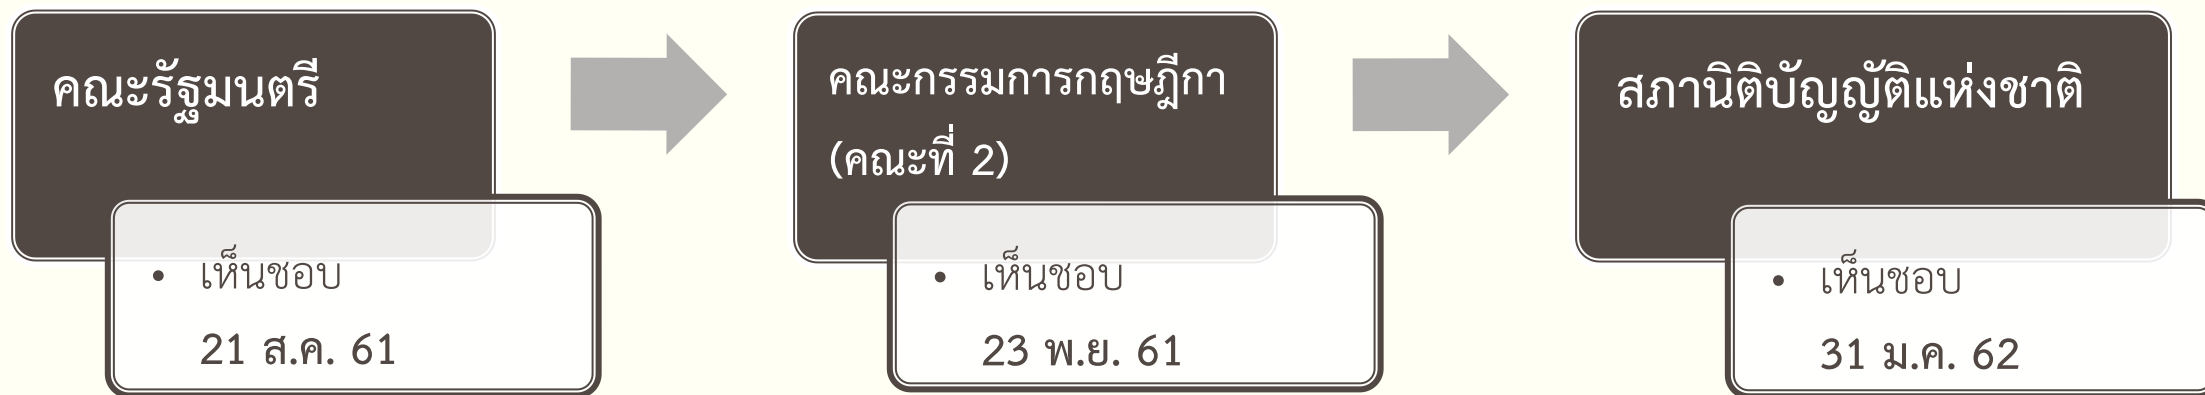 คณะรัฐมนตรี
• เห็นชอบ
21 ส.ค. 61
คณะกรรมการกฤษฎีกา
(คณะที่ 2)
• เห็นชอบ
23 พ.ย. 61
สภานิติบัญญัติแห่งชาติ
• เห็นชอบ
31 ม.ค. 62